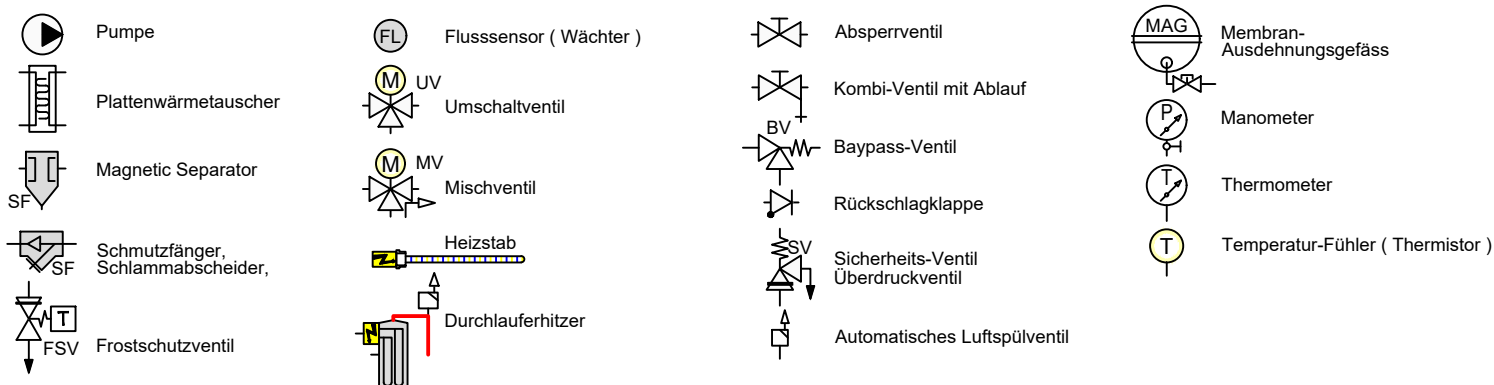 Pumpe
Plattenwärmetauscher
Magnetic Separator
SF
Schmutzfänger,
Schlammabscheider,
SF
T
FSV
Frostschutzventil
FL
Flusssensor ( Wächter )
M
UV
Umschaltventil
M
MV
Mischventil
Heizstab
Durchlauferhitzer
Absperrventil
Kombi-Ventil mit Ablauf
BV
Baypass-Ventil
Rückschlagklappe
SV
Sicherheits-Ventil
Überdruckventil
Automatisches Luftspülventil
MAG
Membran-
Ausdehnungsgefäss
P
Manometer
T
Thermometer
T
Temperatur-Fühler ( Thermistor )